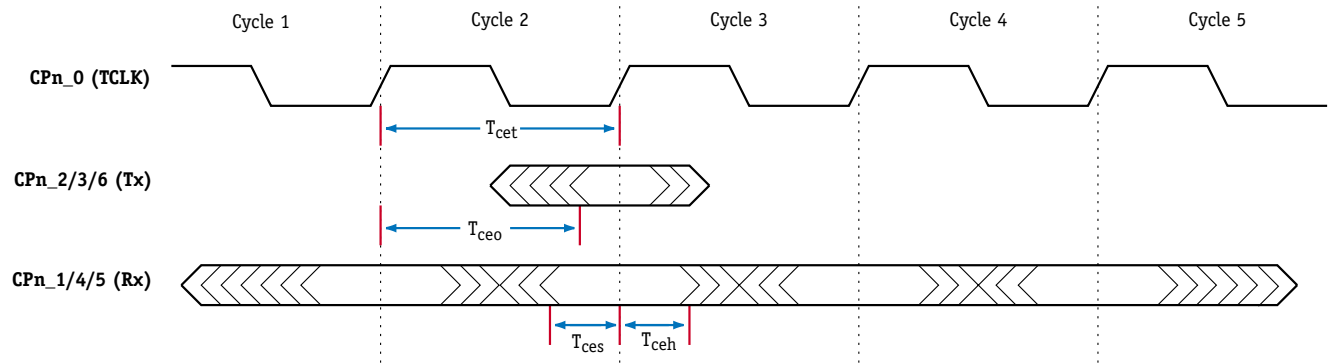 Cycle 1 Cycle 2 Cycle 3 Cycle 4 Cycle 5
CPn_0 (TCLK)
Tcet
CPn_2/3/6 (Tx)
Tceo
CPn_1/4/5 (Rx)
Tces Tceh